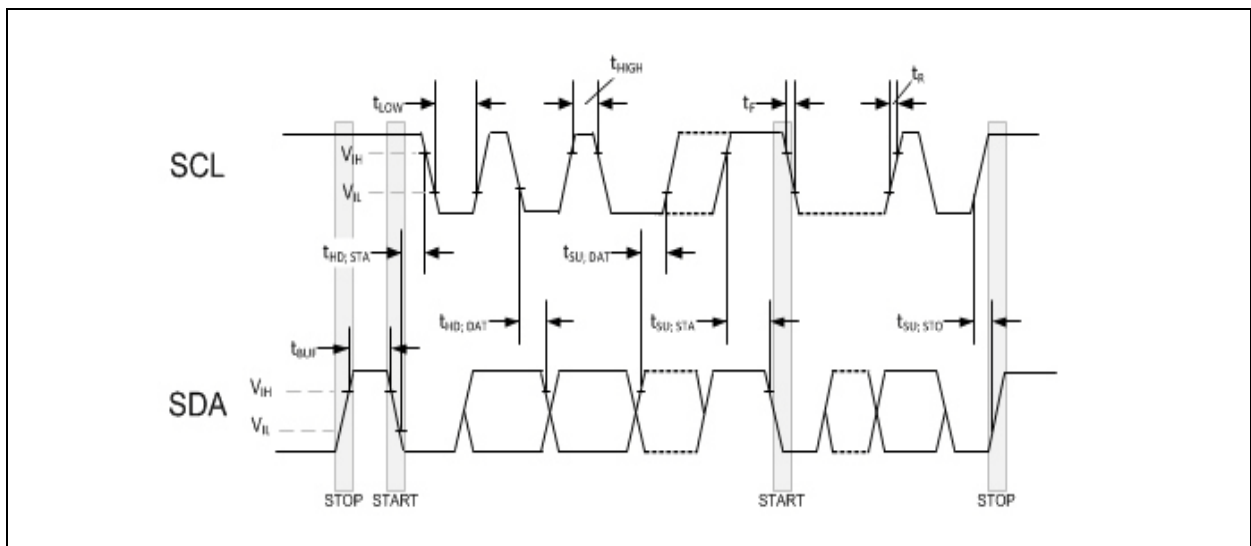 tHIGH
tR
tLOW
tF
SCL
VIH
VIL
tHD; STA
tSU; DAT
tHD; DAT
tSU; STA
tSU; STO
tBUF
VIH
SDA
VIL
STOP START START STOP